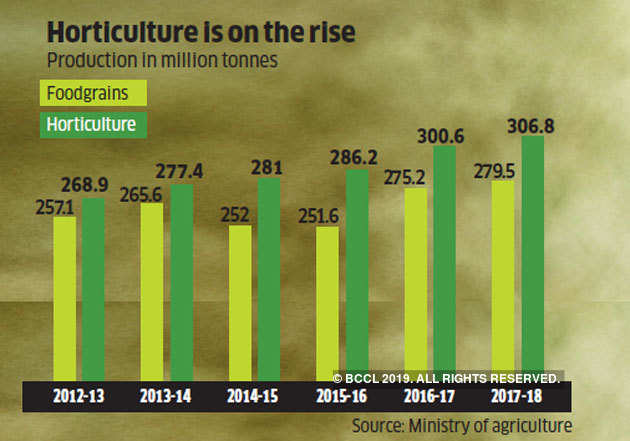 Horticulture is on the rise
Production in million tonnes
Foodgrains
Horticulture
257.1 268.9 265.6 277.4 252 281 251.6 286.2 275.2 300.6 279.5 306.8
© BCCL 2019. ALL RIGHTS RESERVED.
2012-13 2013-14 2014-15 2015-16 2016-17 2017-18
Source: Ministry of agriculture